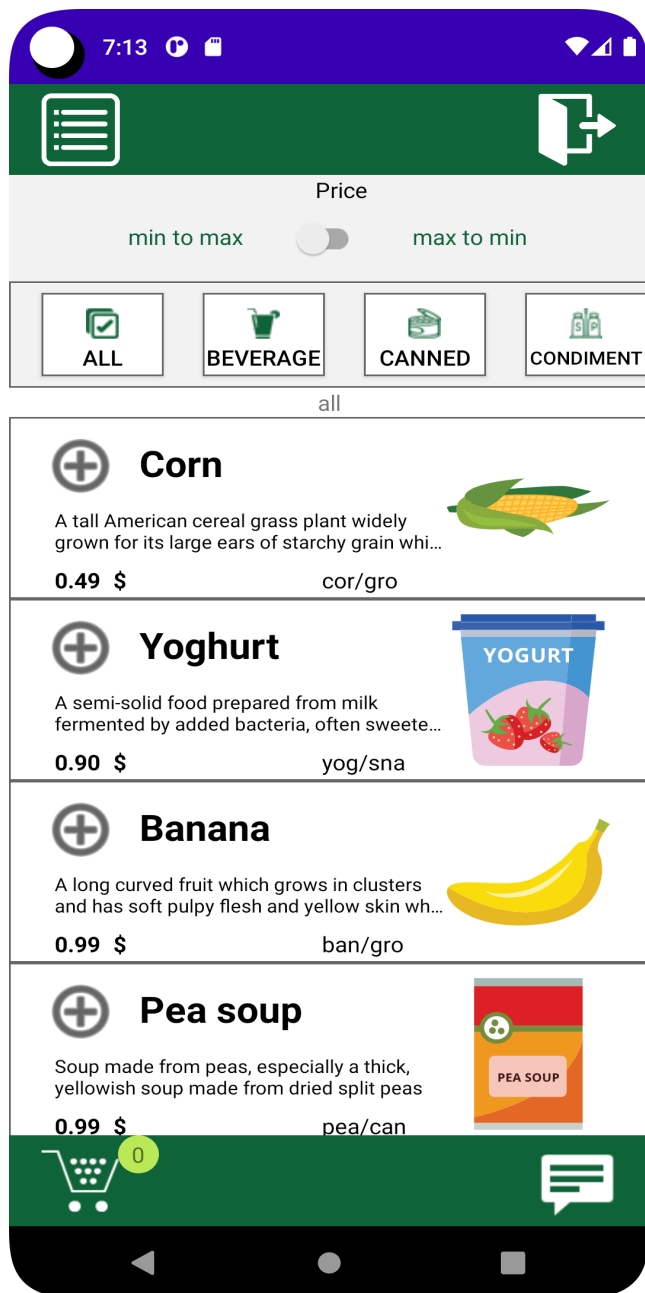 7:13
Price
min to max
max to min
ALL
BEVERAGE
CANNED
S P
CONDIMENT
all
Corn
A tall American cereal grass plant widely
grown for its large ears of starchy grain whi...
0.49 $
cor/gro
Yoghurt
YOGURT
A semi-solid food prepared from milk
fermented by added bacteria, often sweete...
0.90 $
yog/sna
Banana
A long curved fruit which grows in clusters
and has soft pulpy flesh and yellow skin wh...
0.99 $
ban/gro
Pea soup
Soup made from peas, especially a thick,
yellowish soup made from dried split peas
PEA SOUP
0.99 $
pea/can
0